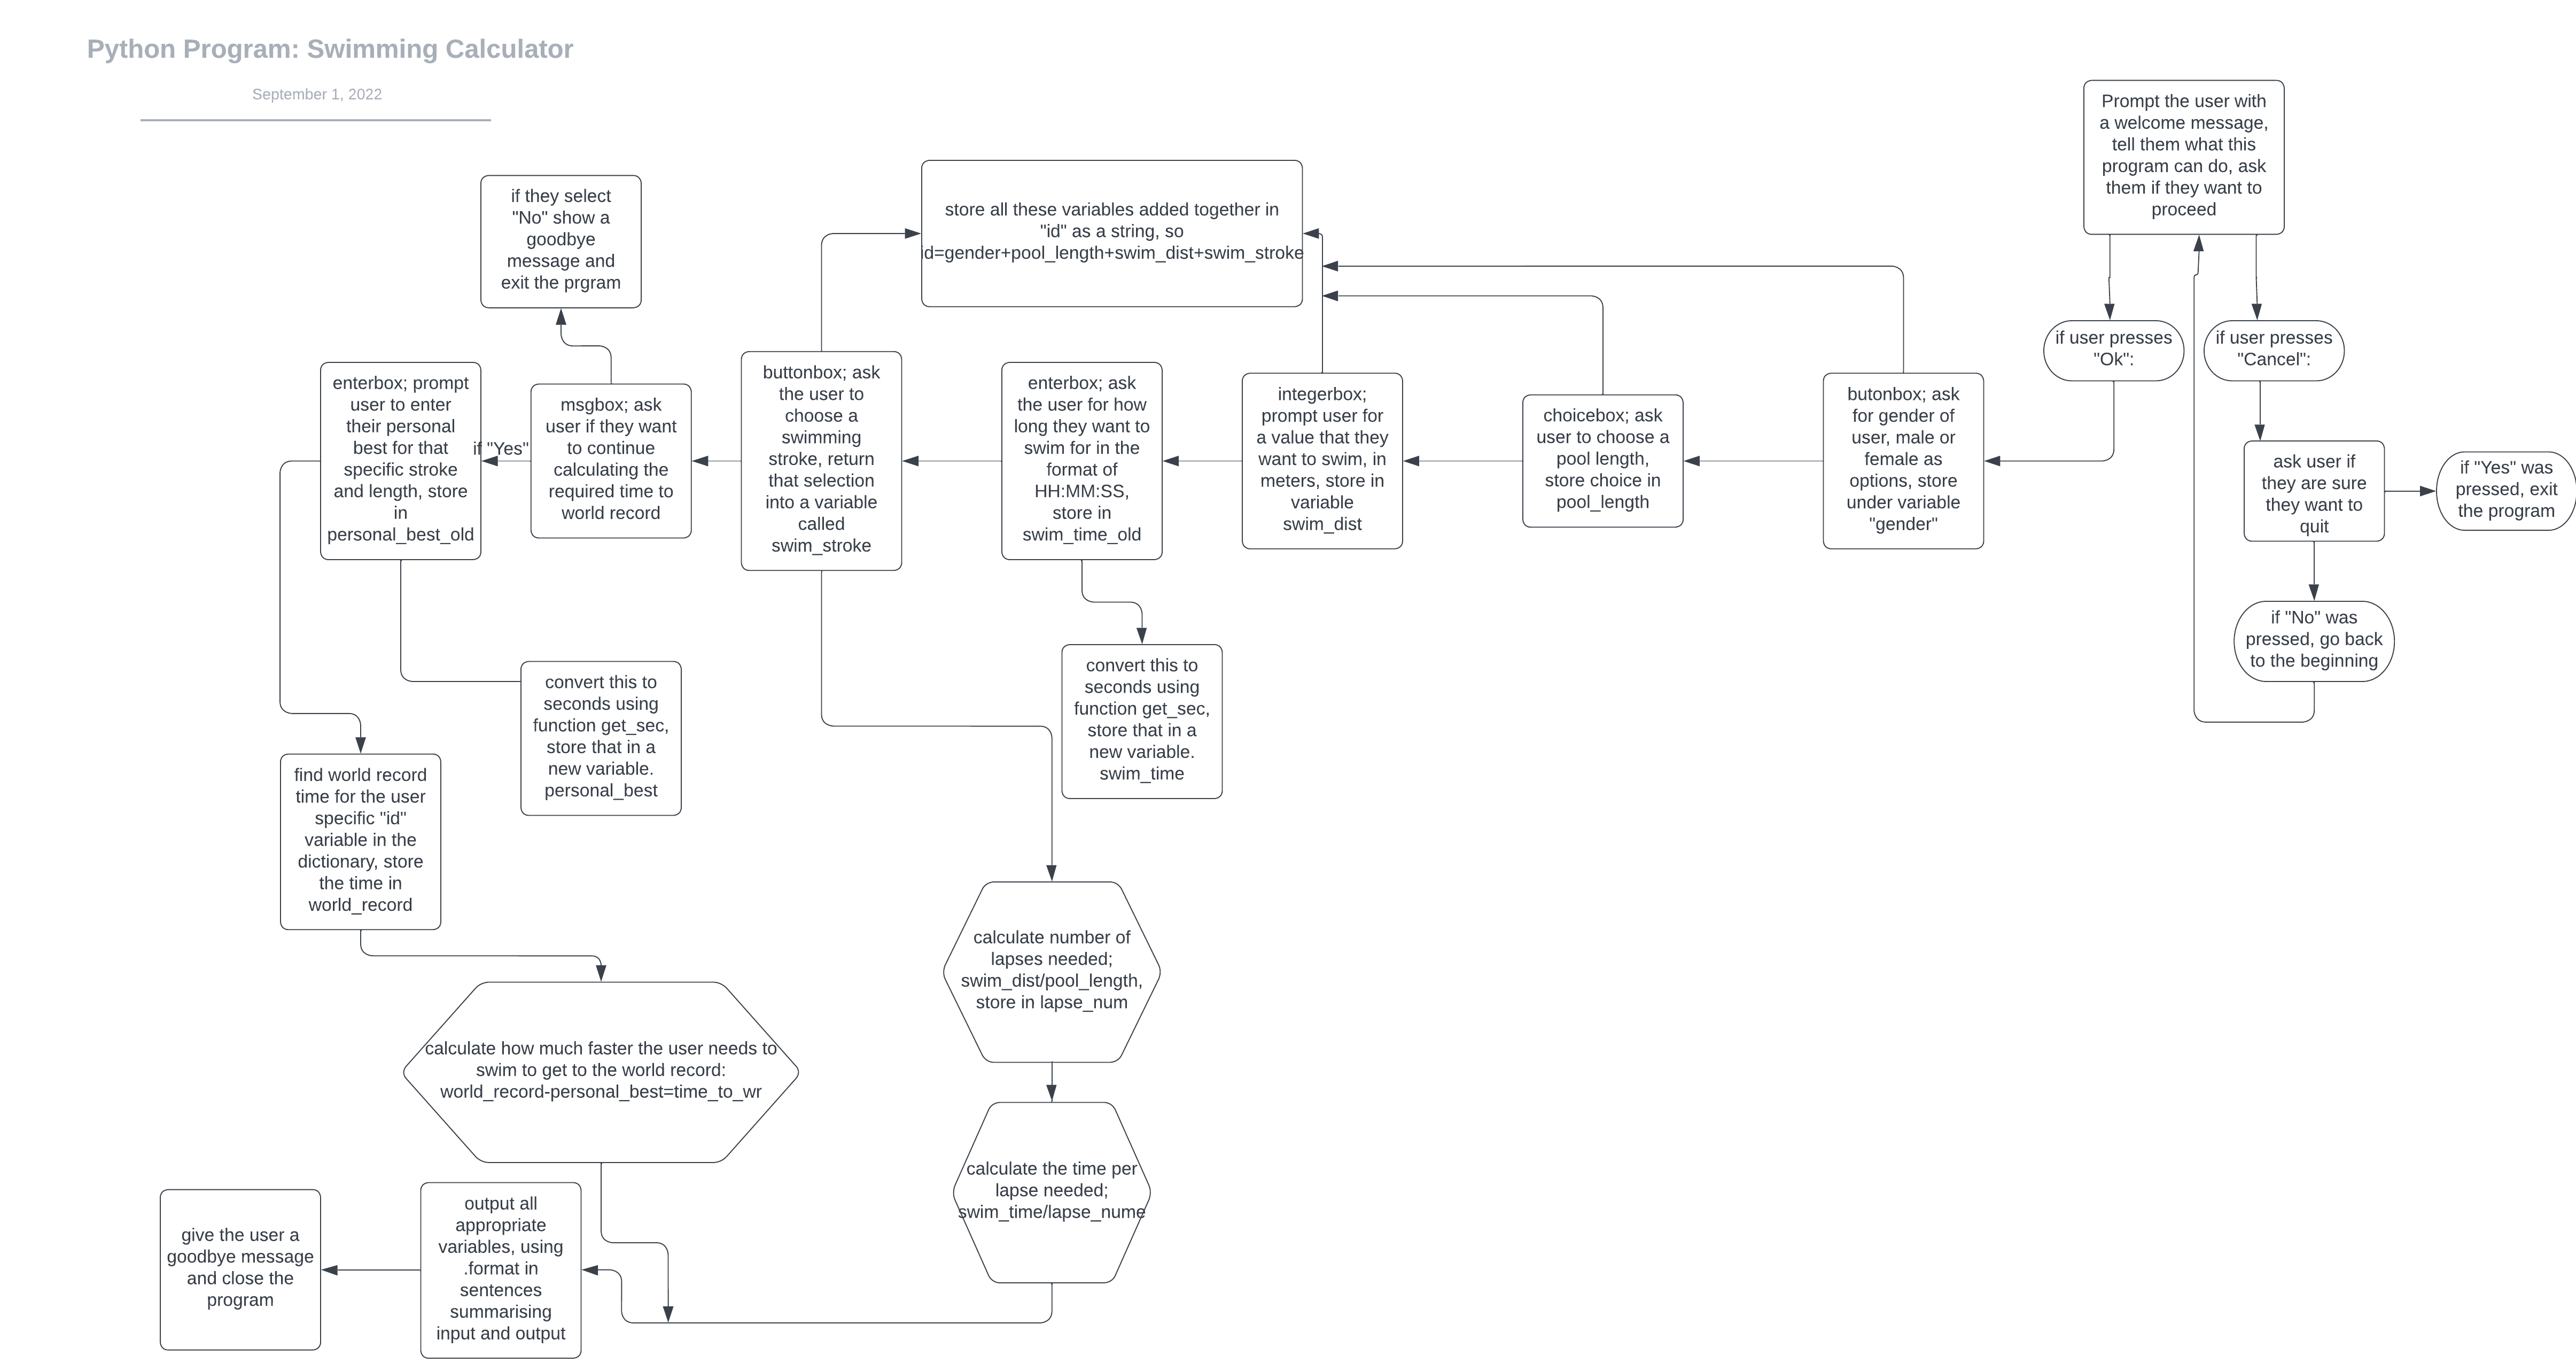 Python Program: Swimming Calculator
September 1, 2022
Prompt the user with
a welcome message,
tell them what this
program can do, ask
them if they want to
proceed
if user presses
"Ok":
if user presses
"Cancel":
ask user if
they are sure
they want to
quit
if "Yes" was
pressed, exit
the program
if "No" was
pressed, go back
to the beginning
butonbox; ask
for gender of
user, male or
female as
options, store
under variable
"gender"
choicebox; ask
user to choose a
pool length,
store choice in
pool_length
integerbox;
prompt user for
a value that they
want to swim, in
meters, store in
variable
swim_dist
enterbox; ask
the user for how
long they want to
swim for in the
format of
HH:MM:SS,
store in
swim_time_old
convert this to
seconds using
function get_sec,
store that in a
new variable.
swim_time
buttonbox; ask
the user to
choose a
swimming
stroke, return
that selection
into a variable
called
swim_stroke
store all these variables added together in
"id" as a string, so
id=gender+pool_length+swim_dist+swim_stroke
msgbox; ask
user if they want
to continue
calculating the
required time to
world record
if they select
"No" show a
goodbye
message and
exit the prgram
if "Yes"
enterbox; prompt
user to enter
their personal
best for that
specific stroke
and length, store
in
personal_best_old
convert this to
seconds using
function get_sec,
store that in a
new variable.
personal_best
find world record
time for the user
specific "id"
variable in the
dictionary, store
the time in
world_record
calculate how much faster the user needs to
swim to get to the world record:
world_record-personal_best=time_to_wr
calculate number of
lapses needed;
swim_dist/pool_length,
store in lapse_num
calculate the time per
lapse needed;
swim_time/lapse_nume
output all
appropriate
variables, using
.format in
sentences
summarising
input and output
give the user a
goodbye message
and close the
program